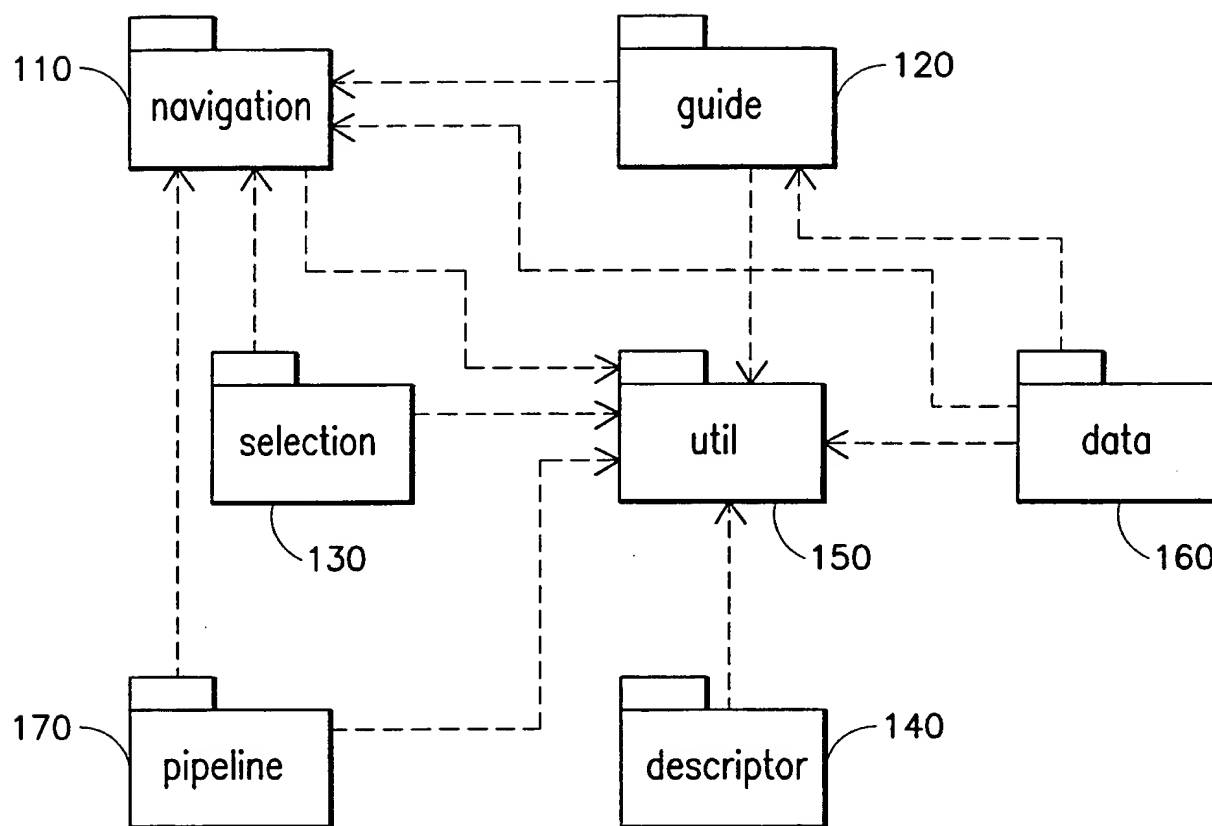 110
navigation
guide
120
selection
130
util
150
data
160
170
pipeline
descriptor
140